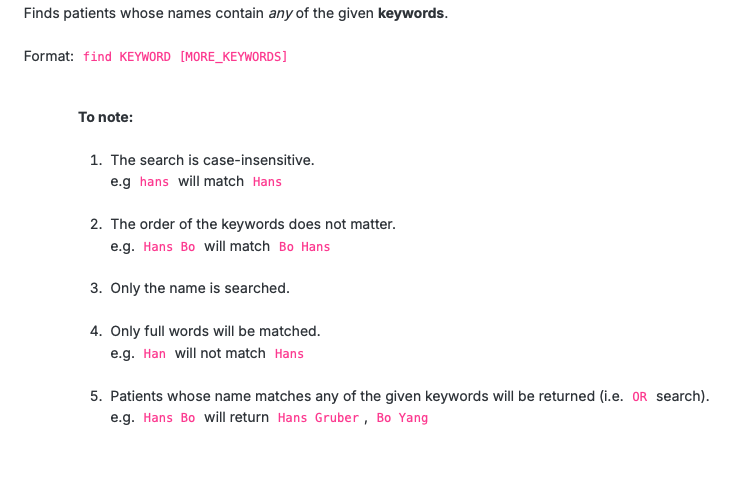 Finds patients whose names contain any of the given keywords.
Format: find KEYWORD [MORE_KEYWORDS]
To note:
1. The search is case-insensitive.
e.g hans will match Hans
2. The order of the keywords does not matter.
e.g. Hans Bo will match Bo Hans
3. Only the name is searched.
4. Only full words will be matched.
e.g. Han will not match Hans
5. Patients whose name matches any of the given keywords will be returned (i.e. OR search).
e.g. Hans Bo will return Hans Gruber, Bo Yang